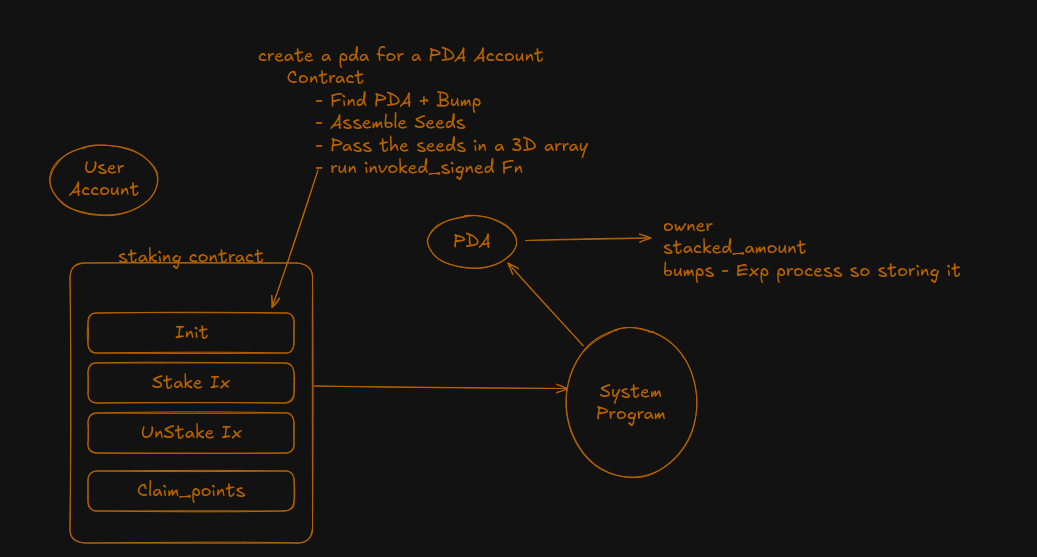 create a pda for a PDA Account
Contract
- Find PDA + Bump
- Assemble Seeds
- Pass the seeds in a 3D array
- run invoked_signed Fn
User
Account
PDA
owner
stacked_amount
bumps - Exp process so storing it
staking contract
Init
Stake Ix
UnStake Ix
Claim_points
System
Program